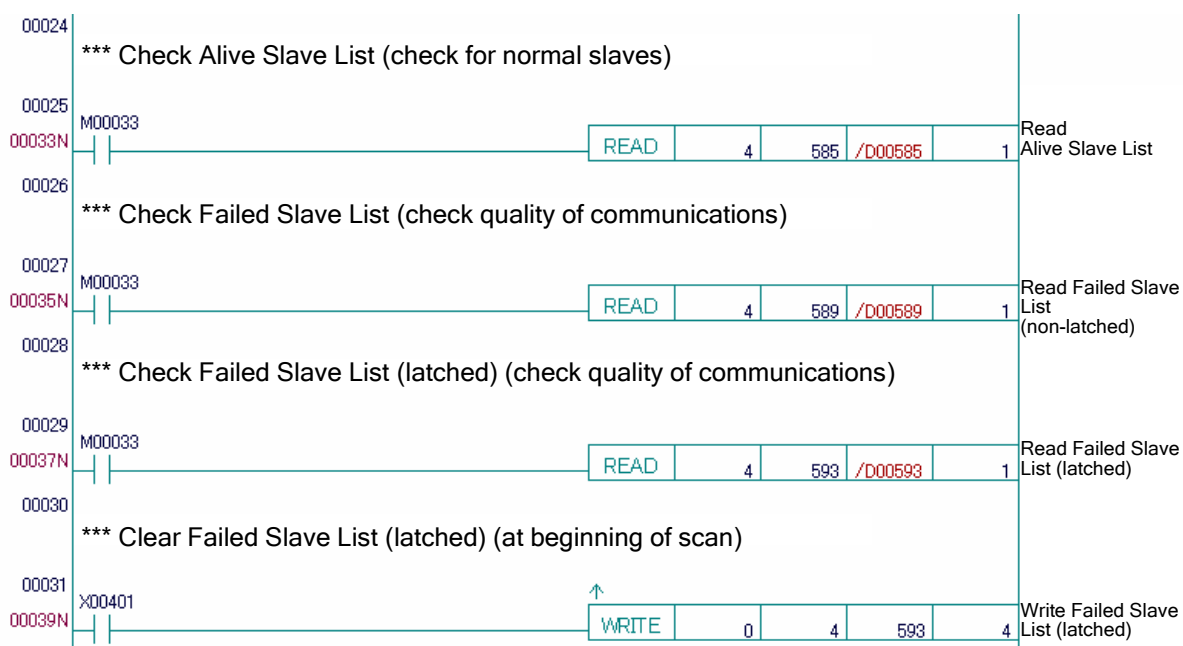 00024
*** Check Alive Slave List (check for normal slaves)
00025
M00033
00033N READ 4 585 /D00585 1 Read
Alive Slave List
00026
*** Check Failed Slave List (check quality of communications)
00027
M00033
00035N READ 4 589 /D00589 1 Read Failed Slave
List
(non-latched)
00028
*** Check Failed Slave List (latched) (check quality of communications)
00029
M00033
00037N READ 4 593 /D00593 1 Read Failed Slave
List (latched)
00030
*** Clear Failed Slave List (latched) (at beginning of scan)
00031
X00401
00039N WRITE 0 4 593 4 Write Failed Slave
List (latched)